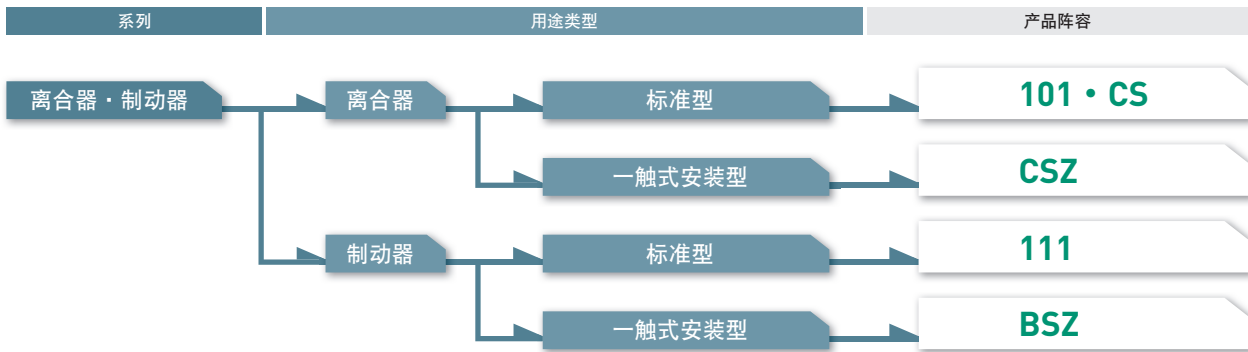 系列 用途类型 产品阵容
离合器・制动器 离合器 标准型 101・CS
一触式安装型 CSZ
制动器 标准型 111
一触式安装型 BSZ